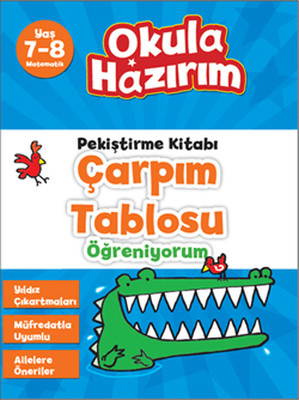 Yaş
7-8
Matematik
Okula
Hazırım
Pekiştirme Kitabı
Çarpım
Tablosu
Öğreniyorum
Yıldız
Çıkartmaları
Müfredatla
Uyumlu
Ailelere
Öneriler